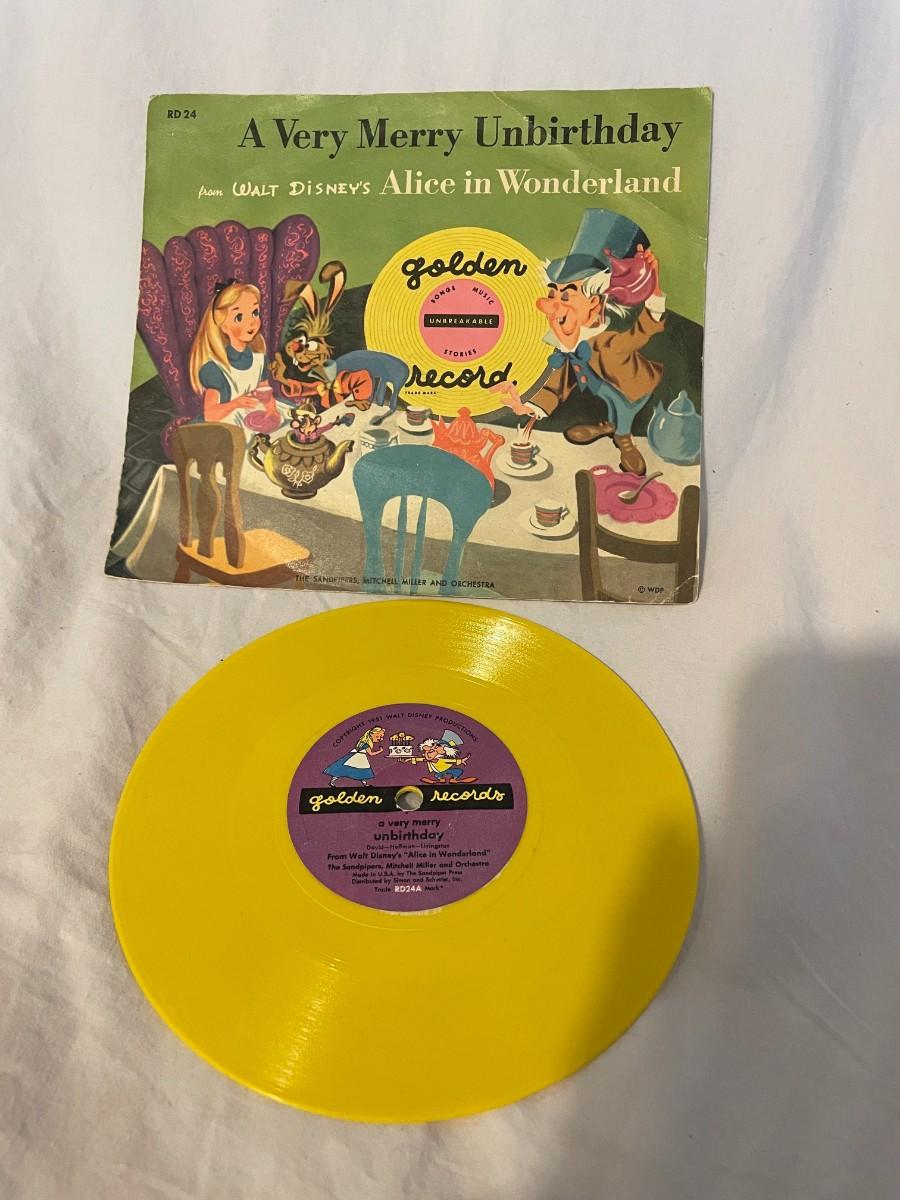 RD 24
A Very Merry Unbirthday
from WALT DISNEY'S Alice in Wonderland
golden
SONGS MUSIC
UNBREAKABLE
STORIES
record
TRADE MARK
THE SANDPIPERS, MITCHELL MILLER AND ORCHESTRA
© WDP
COPYRIGHT 1951 WALT DISNEY PRODUCTIONS
golden records
a very merry
unbirthday
David—Hoffman—Livingston
From Walt Disney's "Alice in Wonderland"
The Sandpipers, Mitchell Miller and Orchestra
Made in U.S.A. by The Sandpiper Press
Distributed by Simon and Schuster, Inc.
Trade RD24A Mark*